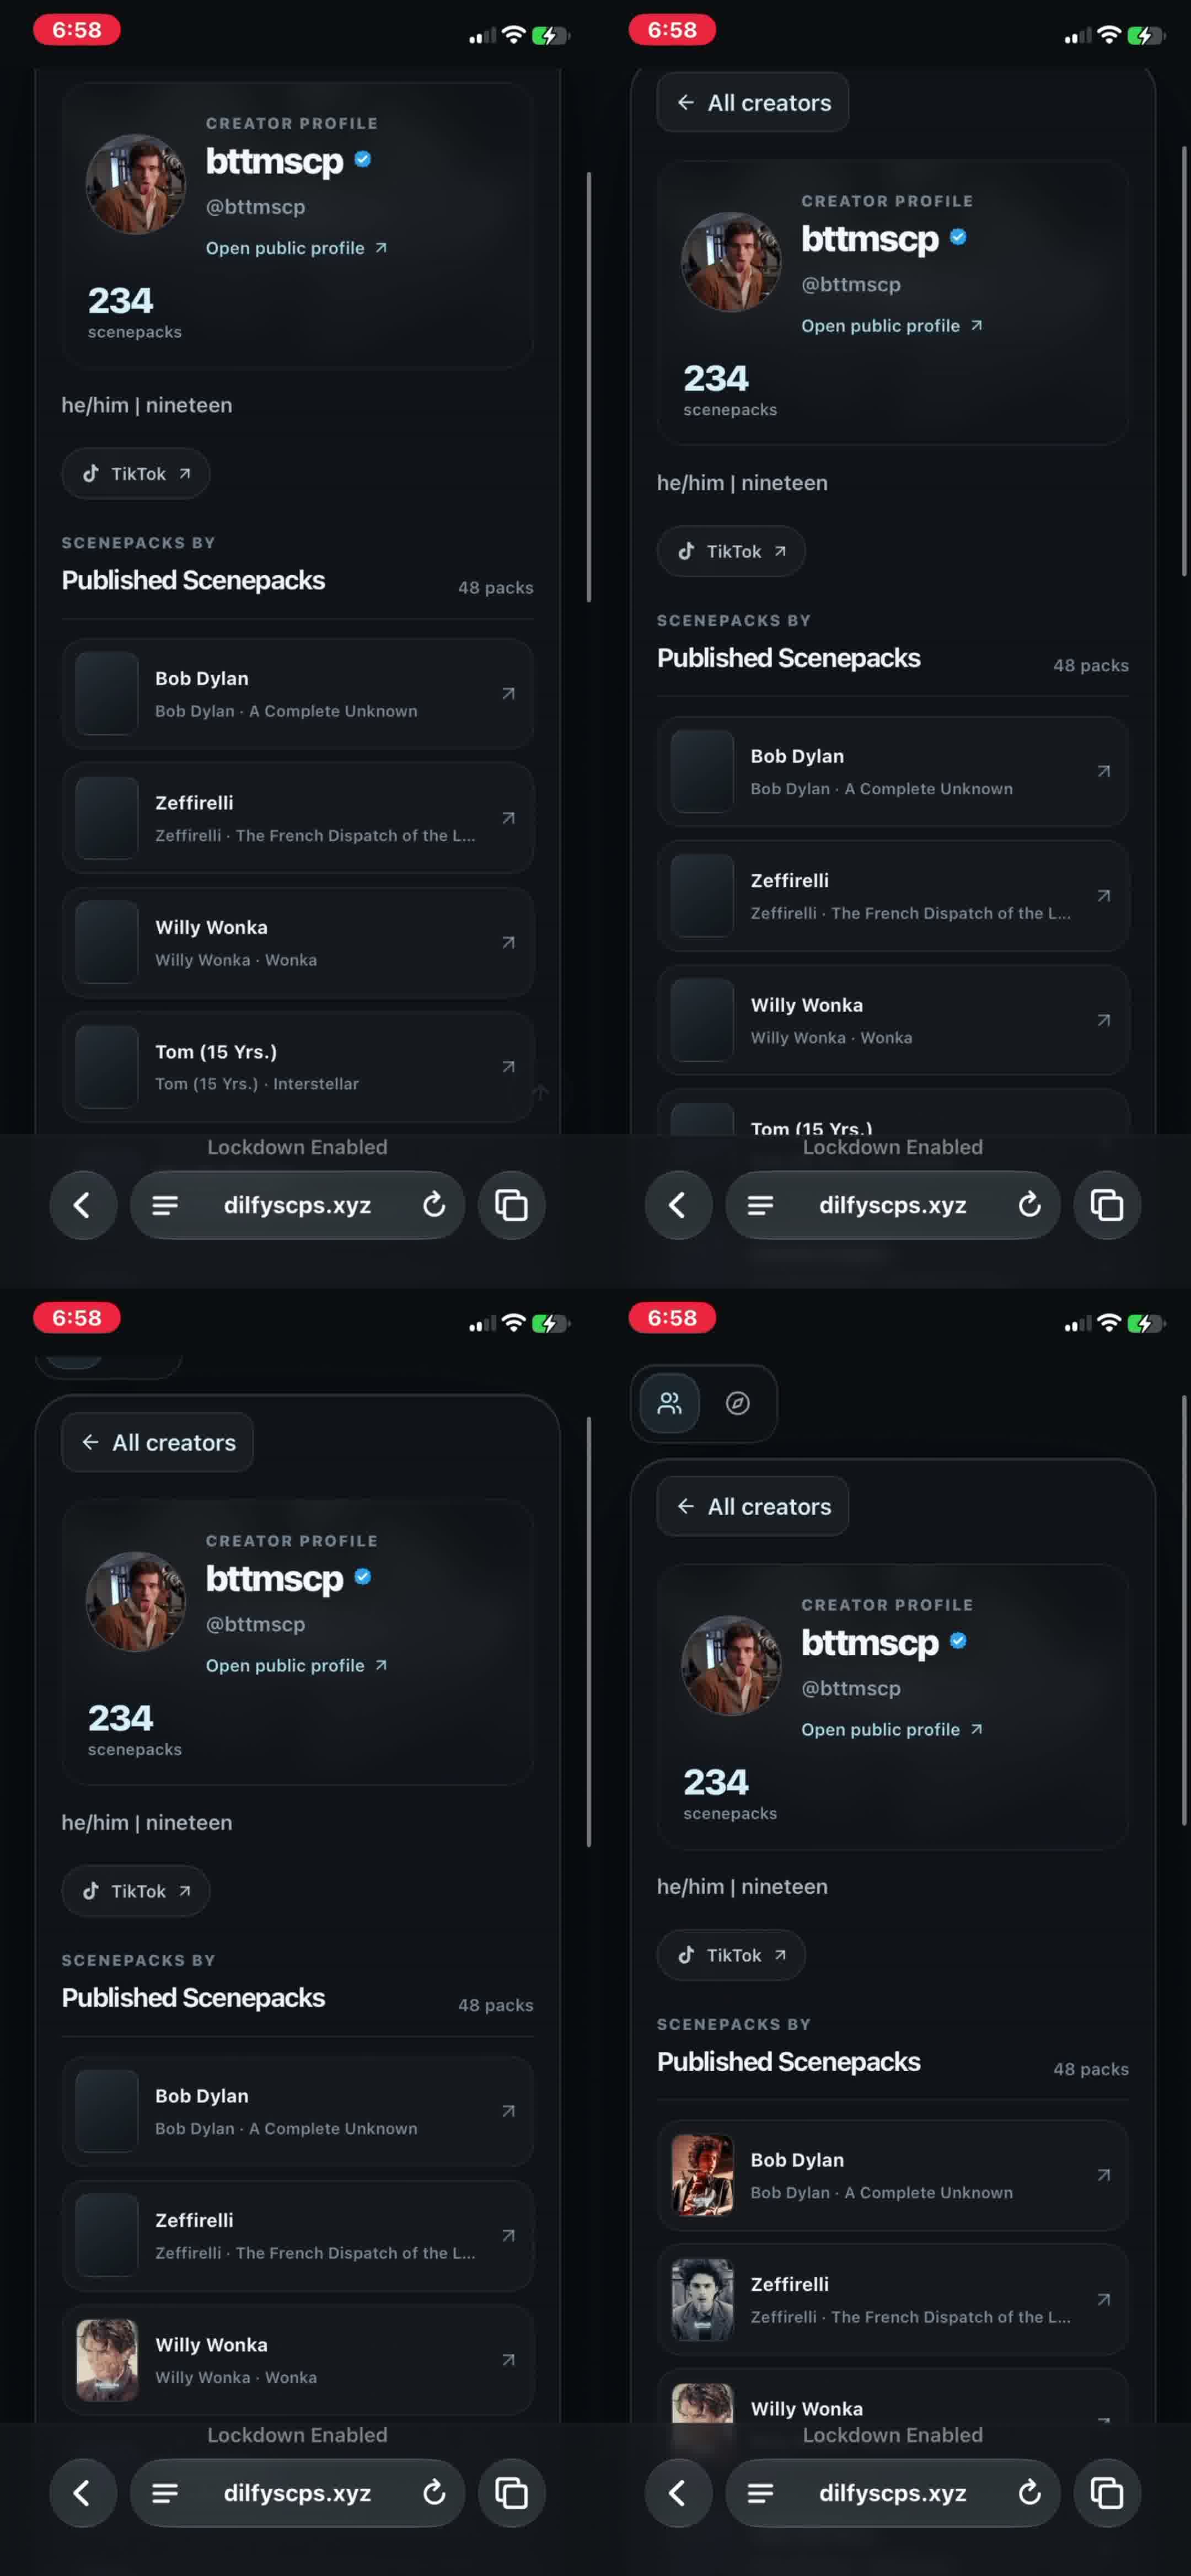 6:58
CREATOR PROFILE
bttmscp
@bttmscp
Open public profile
234
scenepacks
he/him | nineteen
TikTok
SCENEPACKS BY
Published Scenepacks
48 packs
Bob Dylan
Bob Dylan · A Complete Unknown
Zeffirelli
Zeffirelli · The French Dispatch of the L...
Willy Wonka
Willy Wonka · Wonka
Tom (15 Yrs.)
Tom (15 Yrs.) · Interstellar
Lockdown Enabled
dilfyscps.xyz
6:58
All creators
CREATOR PROFILE
bttmscp
@bttmscp
Open public profile
234
scenepacks
he/him | nineteen
TikTok
SCENEPACKS BY
Published Scenepacks
48 packs
Bob Dylan
Bob Dylan · A Complete Unknown
Zeffirelli
Zeffirelli · The French Dispatch of the L...
Willy Wonka
Willy Wonka · Wonka
Tom (15 Yrs.)
Lockdown Enabled
dilfyscps.xyz
6:58
All creators
CREATOR PROFILE
bttmscp
@bttmscp
Open public profile
234
scenepacks
he/him | nineteen
TikTok
SCENEPACKS BY
Published Scenepacks
48 packs
Bob Dylan
Bob Dylan · A Complete Unknown
Zeffirelli
Zeffirelli · The French Dispatch of the L...
Willy Wonka
Willy Wonka · Wonka
Lockdown Enabled
dilfyscps.xyz
6:58
All creators
CREATOR PROFILE
bttmscp
@bttmscp
Open public profile
234
scenepacks
he/him | nineteen
TikTok
SCENEPACKS BY
Published Scenepacks
48 packs
Bob Dylan
Bob Dylan · A Complete Unknown
Zeffirelli
Zeffirelli · The French Dispatch of the L...
Willy Wonka
Lockdown Enabled
dilfyscps.xyz